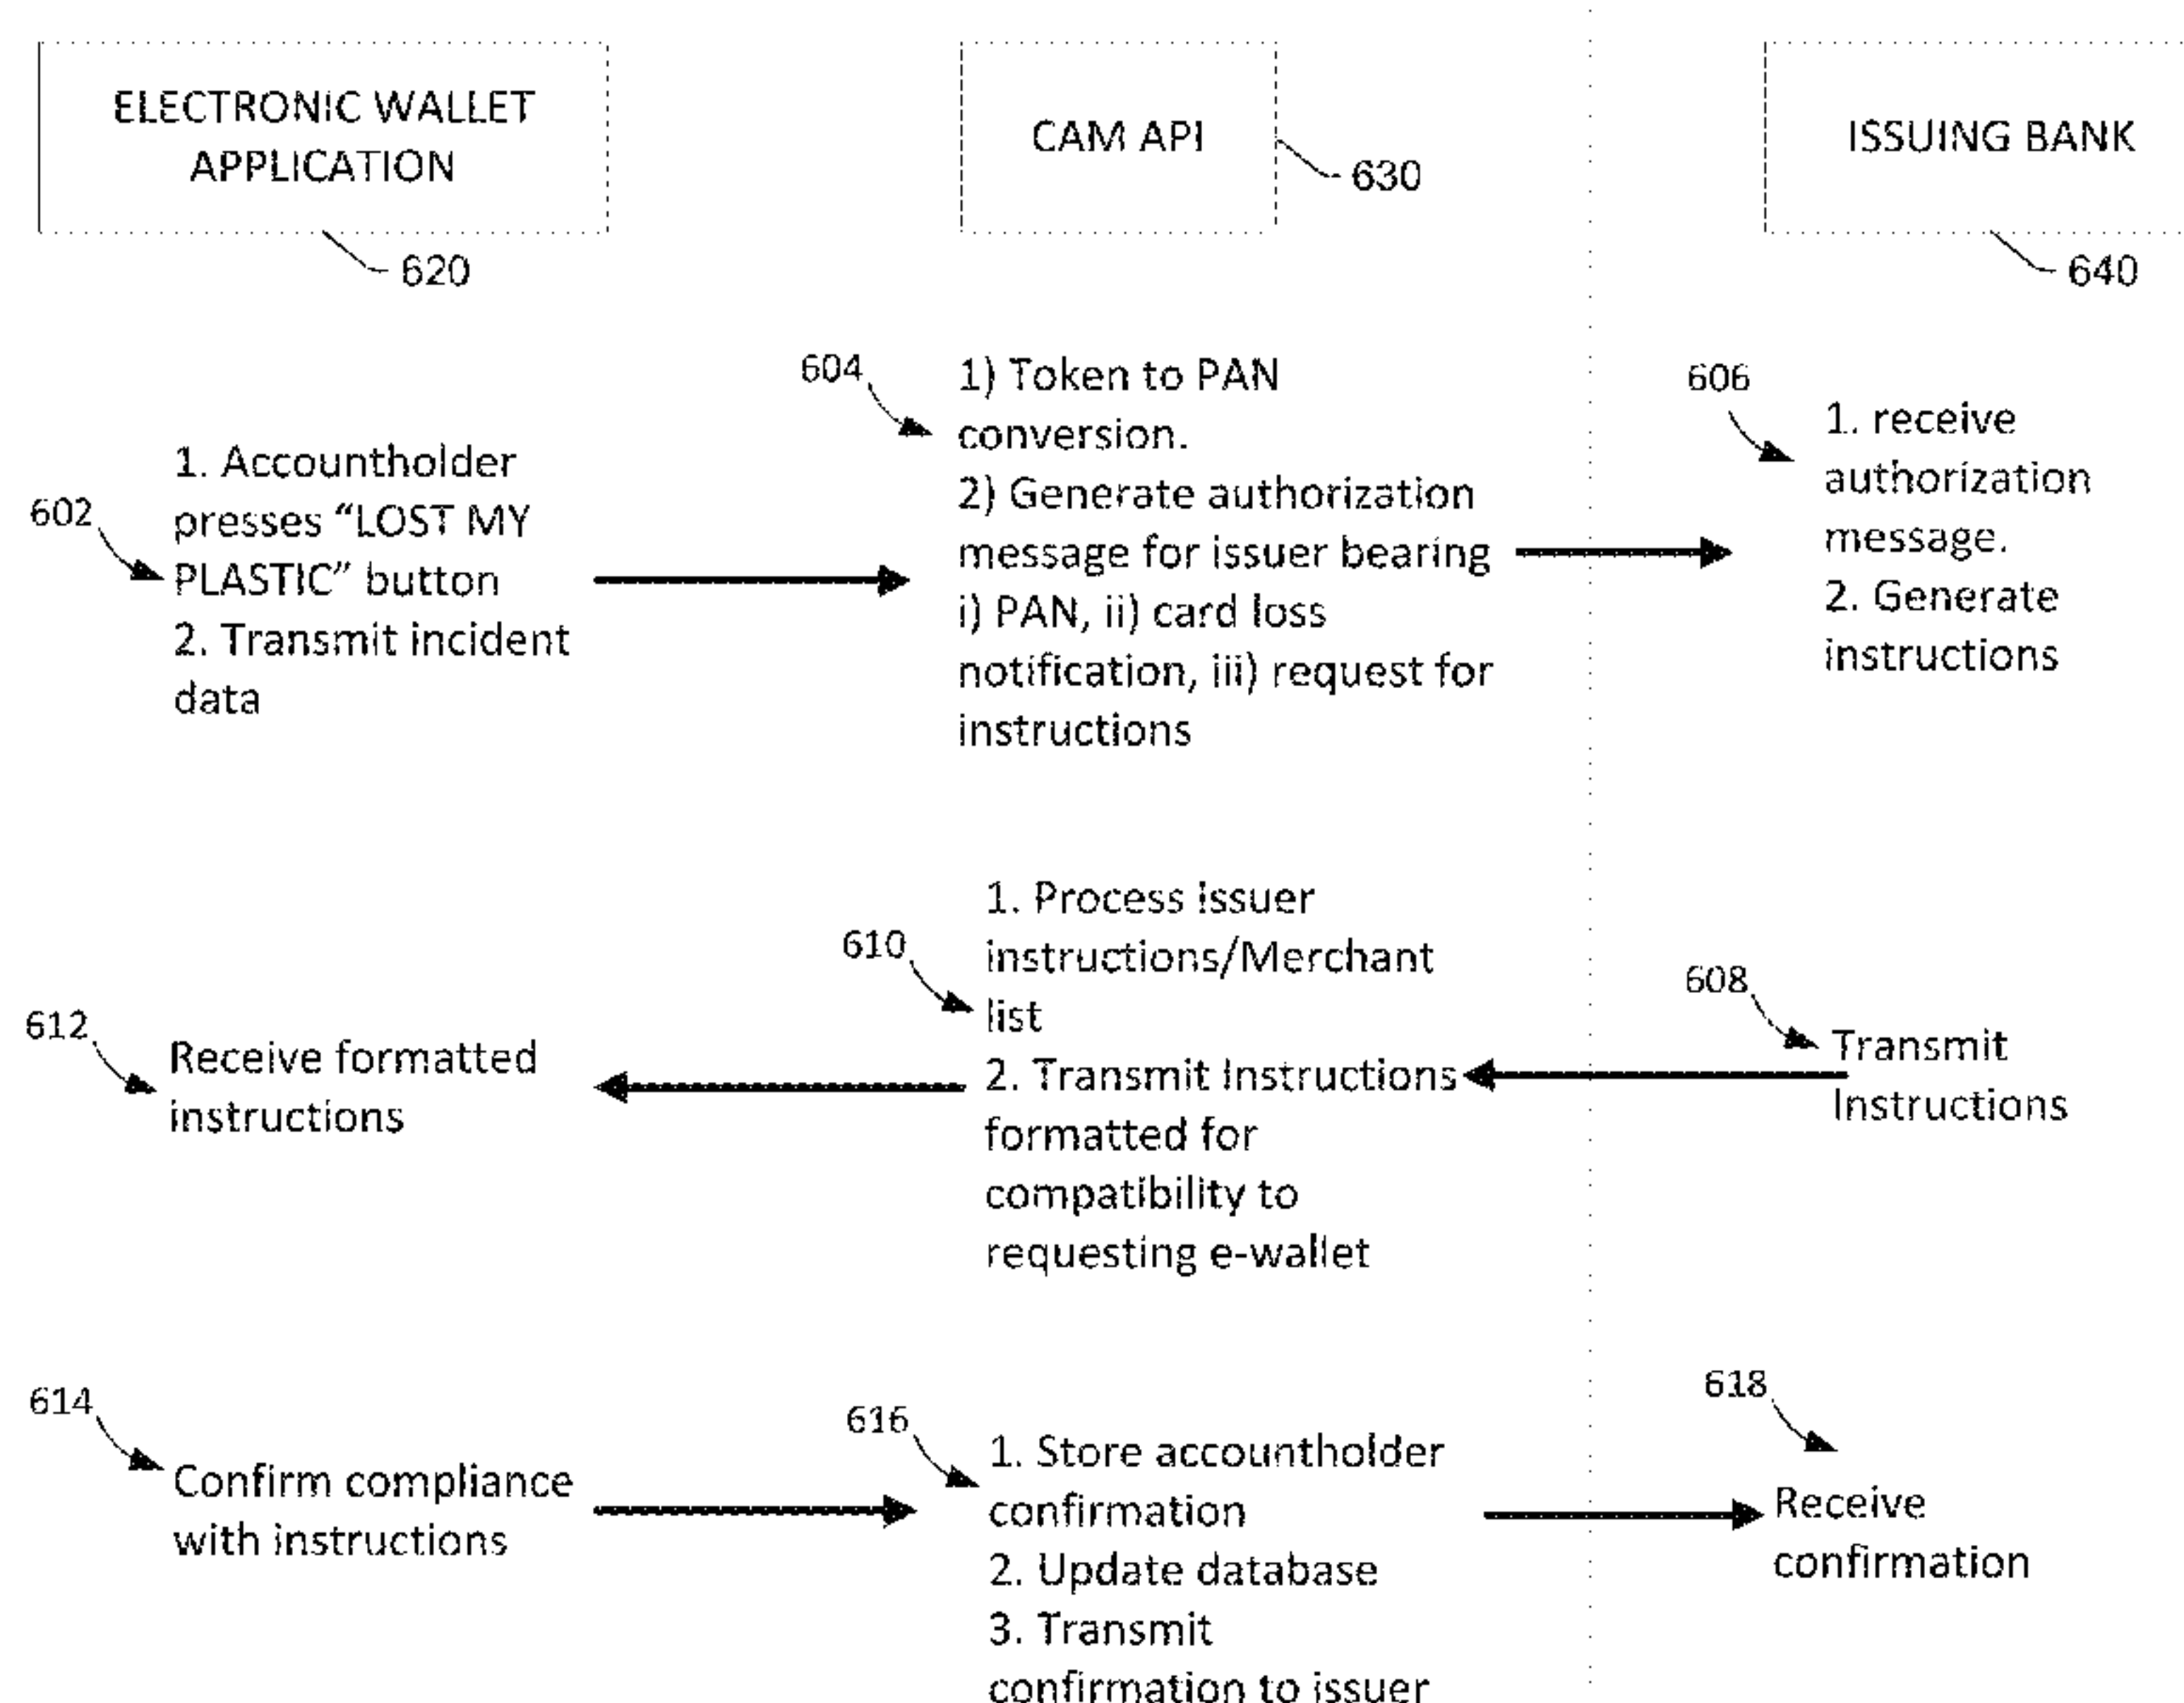 ELECTRONIC WALLET
APPLICATION
620
CAM API
630
ISSUING BANK
640
602
1. Accountholder
presses “LOST MY
PLASTIC” button
2. Transmit incident
data
604
1) Token to PAN
conversion.
2) Generate authorization
message for issuer bearing
i) PAN, ii) card loss
notification, iii) request for
instructions
606
1. receive
authorization
message.
2. Generate
instructions
608
Transmit
Instructions
610
1. Process Issuer
instructions/Merchant
list
2. Transmit Instructions
formatted for
compatibility to
requesting e-wallet
612
Receive formatted
instructions
614
Confirm compliance
with instructions
616
1. Store accountholder
confirmation
2. Update database
3. Transmit
confirmation to issuer
618
Receive
confirmation